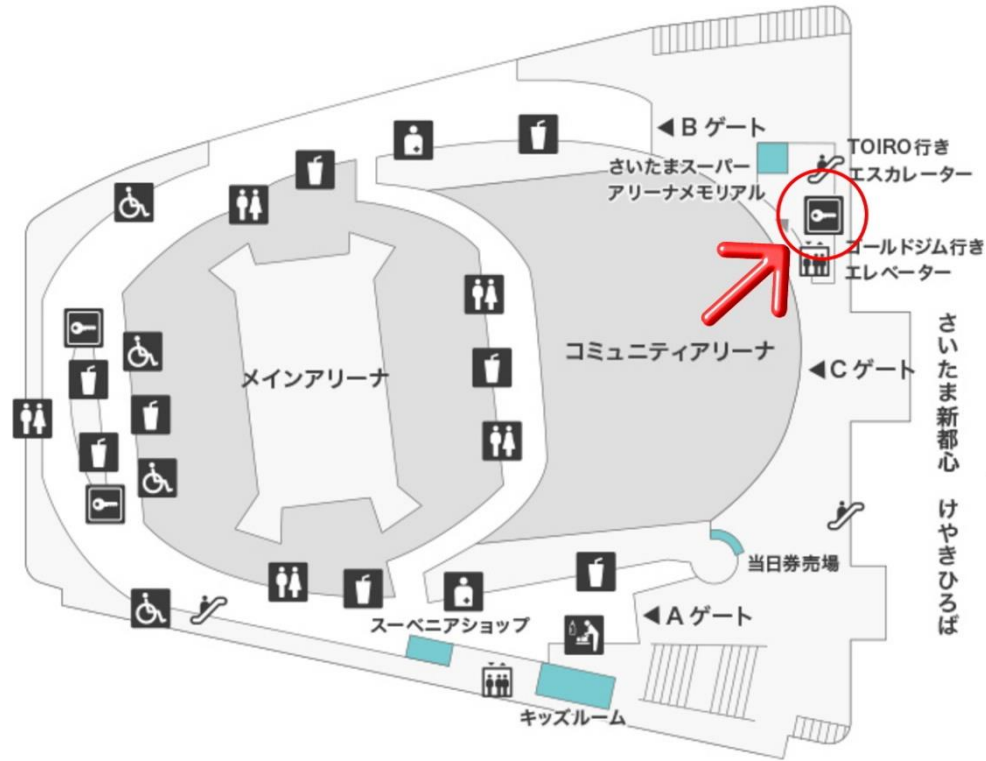 ◀Bゲート
TOIRO行き
エスカレーター
さいたまスーパー
アリーナメモリアル
ゴールドジム行き
エレベーター
コミュニティアリーナ
メインアリーナ
◀Cゲート
さいたま新都心 けやきひろば
当日券売場
◀Aゲート
スーベニアショップ
キッズルーム